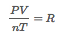 PV/nT = R